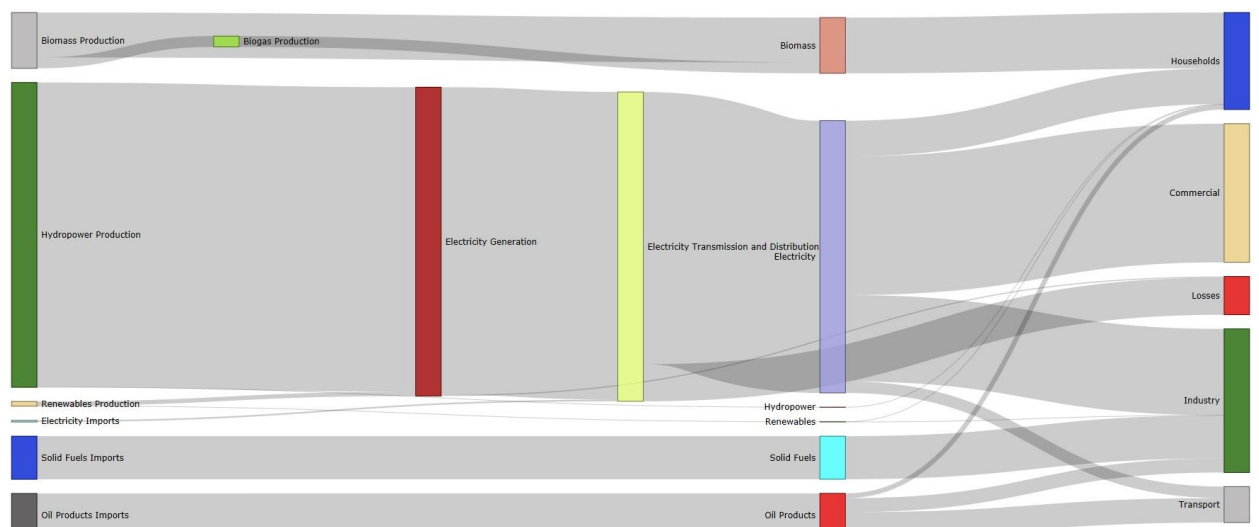 Biomass Production
Biogas Production
Biomass
Households
Commercial
Hydropower Production
Electricity Generation
Electricity Transmission and Distribution
Electricity
Losses
Renewables Production
Hydropower
Electricity Imports
Renewables
Industry
Solid Fuels Imports
Solid Fuels
Transport
Oil Products Imports
Oil Products